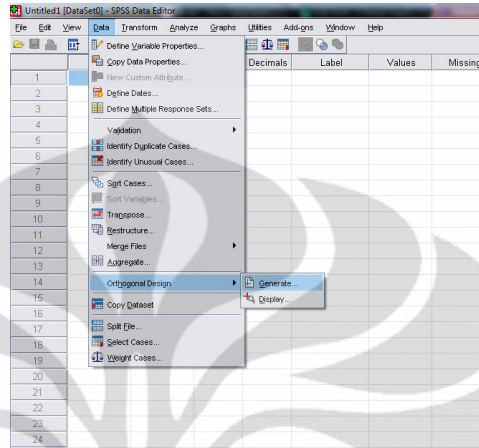 Untitled1 [DataSet0] - SPSS Data Editor
File Edit View Data Transform Analyze Graphs Utilities Add-ons Window Help
Decimals Label Values Missing
Define Variable Properties...
Copy Data Properties...
New Custom Attribute...
Define Dates...
Define Multiple Response Sets...
Validation
Identify Duplicate Cases...
Identify Unusual Cases...
Sort Cases...
Sort Variables...
Transpose...
Restructure...
Merge Files
Aggregate...
Orthogonal Design
Generate...
Display...
Copy Dataset
Split File...
Select Cases...
Weight Cases...
1
2
3
4
5
6
7
8
9
10
11
12
13
14
15
16
17
18
19
20
21
22
23
24